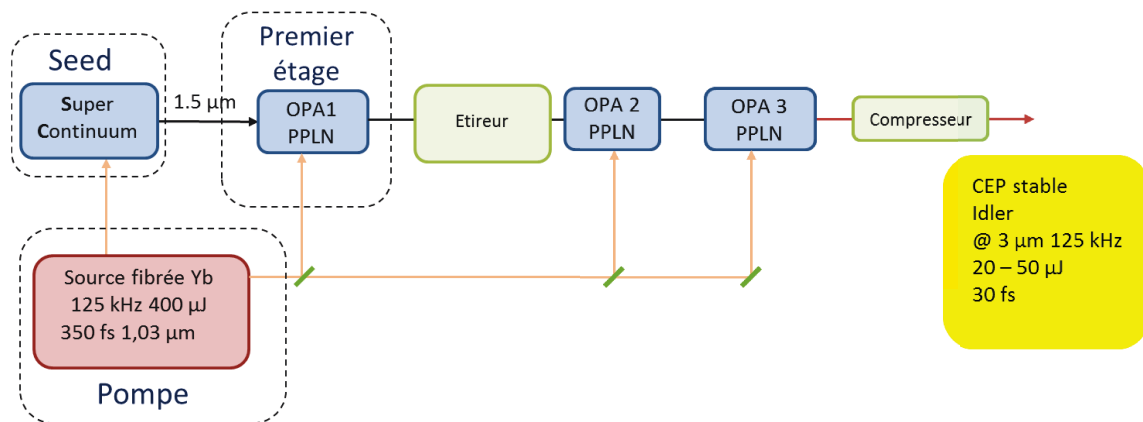 Seed
Super
Continuum
1.5 µm
Premier
étage
OPA1
PPLN
Etireur
OPA 2
PPLN
OPA 3
PPLN
Compresseur
CEP stable
Idler
@ 3 µm 125 kHz
20 – 50 µJ
30 fs
Source fibrée Yb
125 kHz 400 µJ
350 fs 1,03 µm
Pompe